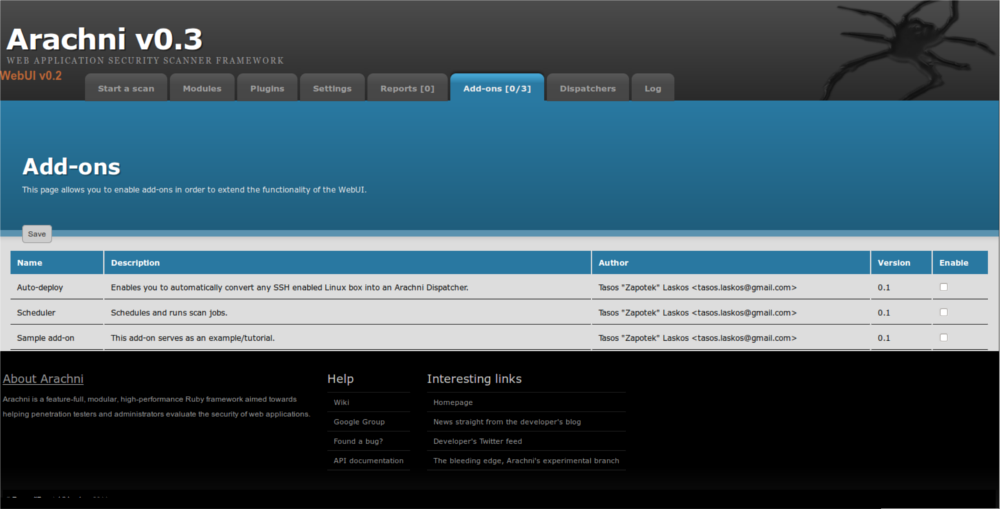 Arachni v0.3
WEB APPLICATION SECURITY SCANNER FRAMEWORK
WebUI v0.2
Start a scan Modules Plugins Settings Reports [0] Add-ons [0/3] Dispatchers Log
Add-ons
This page allows you to enable add-ons in order to extend the functionality of the WebUI.
Save
Name Description Author Version Enable
Auto-deploy Enables you to automatically convert any SSH enabled Linux box into an Arachni Dispatcher. Tasos "Zapotek" Laskos <tasos.laskos@gmail.com> 0.1
Scheduler Schedules and runs scan jobs. Tasos "Zapotek" Laskos <tasos.laskos@gmail.com> 0.1
Sample add-on This add-on serves as an example/tutorial. Tasos "Zapotek" Laskos <tasos.laskos@gmail.com> 0.1
About Arachni
Arachni is a feature-full, modular, high-performance Ruby framework aimed towards
helping penetration testers and administrators evaluate the security of web applications.
Help
Wiki
Google Group
Found a bug?
API documentation
Interesting links
Homepage
News straight from the developer's blog
Developer's Twitter feed
The bleeding edge, Arachni's experimental branch